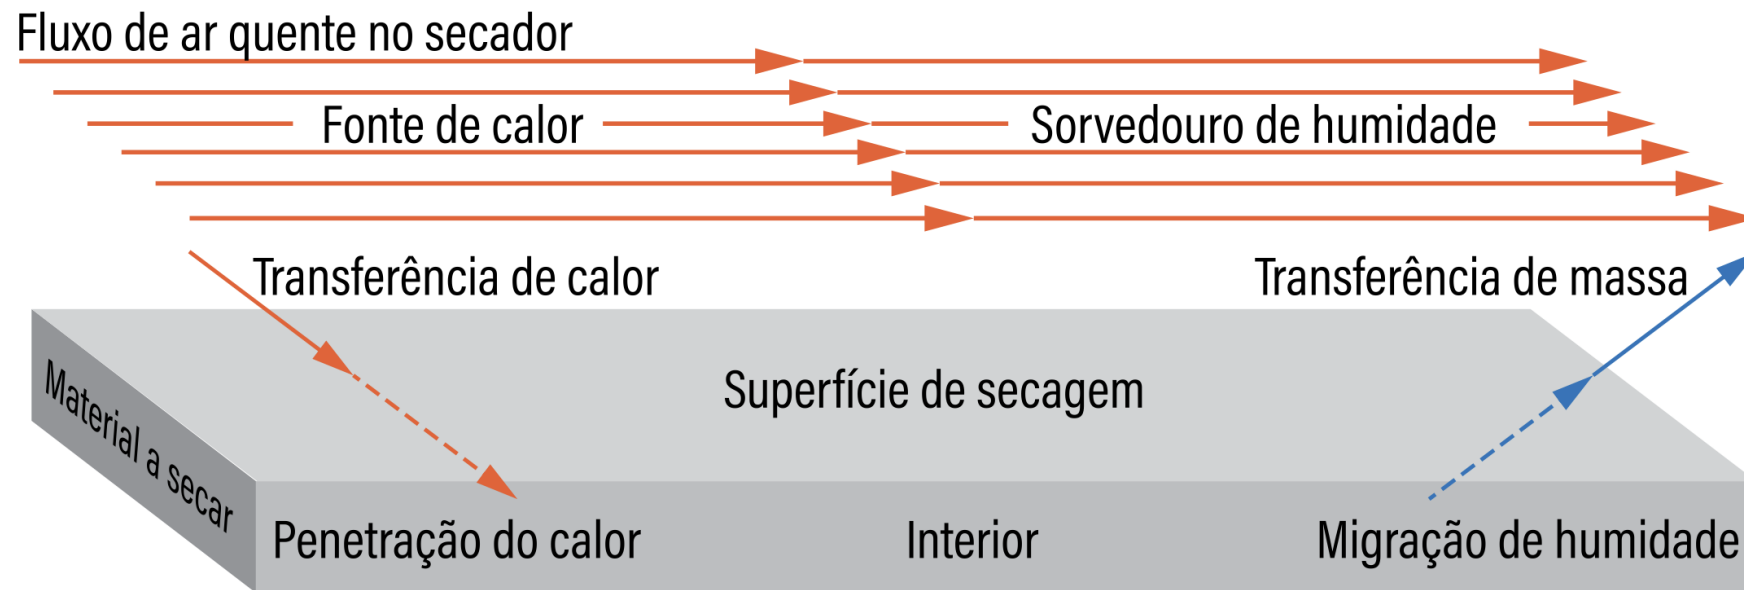 Fluxo de ar quente no secador
Fonte de calor
Sorvedouro de humidade
Transferência de calor
Transferência de massa
Superfície de secagem
Material a secar
Penetração do calor
Interior
Migração de humidade